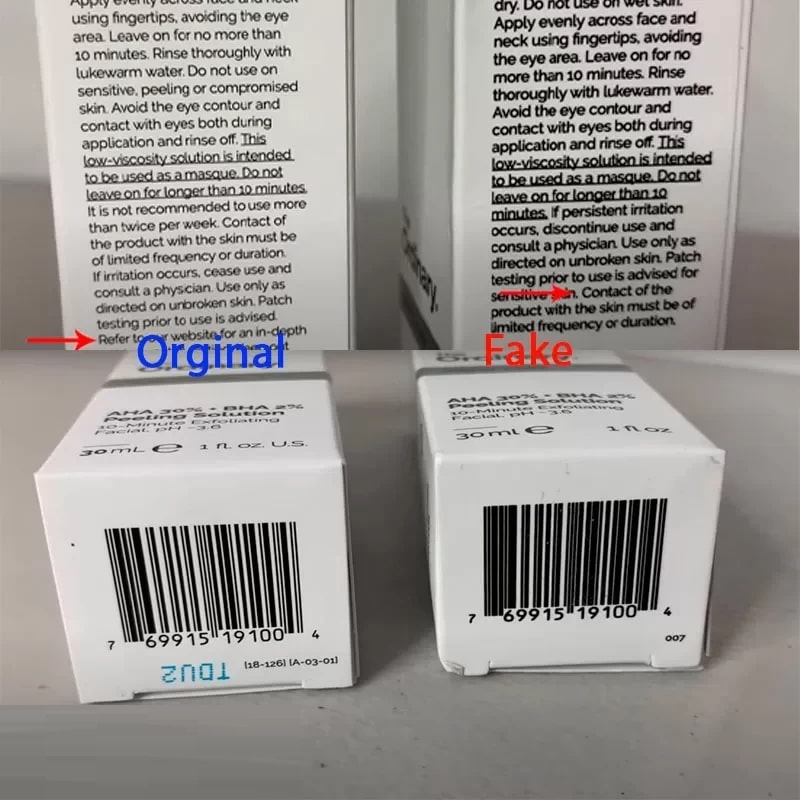 Apply evenly across face and neck
using fingertips, avoiding the eye
area. Leave on for no more than
10 minutes. Rinse thoroughly with
lukewarm water. Do not use on
sensitive, peeling or compromised
skin. Avoid the eye contour and
contact with eyes both during
application and rinse off. This
low-viscosity solution is intended
to be used as a masque. Do not
leave on for longer than 10 minutes.
It is not recommended to use more
than twice per week. Contact of
the product with the skin must be
of limited frequency or duration.
If irritation occurs, cease use and
consult a physician. Use only as
directed on unbroken skin. Patch
testing prior to use is advised.
Refer to our website for an in-depth
Ordinary.
dry. Do not use on wet skin.
Apply evenly across face and
neck using fingertips, avoiding
the eye area. Leave on for no
more than 10 minutes. Rinse
thoroughly with lukewarm water.
Avoid the eye contour and
contact with eyes both during
application and rinse off. This
low-viscosity solution is intended
to be used as a masque. Do not
leave on for longer than 10
minutes. If persistent irritation
occurs, discontinue use and
consult a physician. Use only as
directed on unbroken skin. Patch
testing prior to use is advised for
sensitive skin. Contact of the
product with the skin must be of
limited frequency or duration.
Orginal
Fake
AHA 30% + BHA 2%
Peeling Solution
10-Minute Exfoliating
Facial. pH ~3.6
30 mL e 1 fl. oz. U.S.
7 69915 19100 4
TDU2 [18-126] [A-03-01]
AHA 30% + BHA 2%
Peeling Solution
10-Minute Exfoliating
Facial. pH ~3.6
30 ml e 1 fl oz
7 69915 19100 4
007